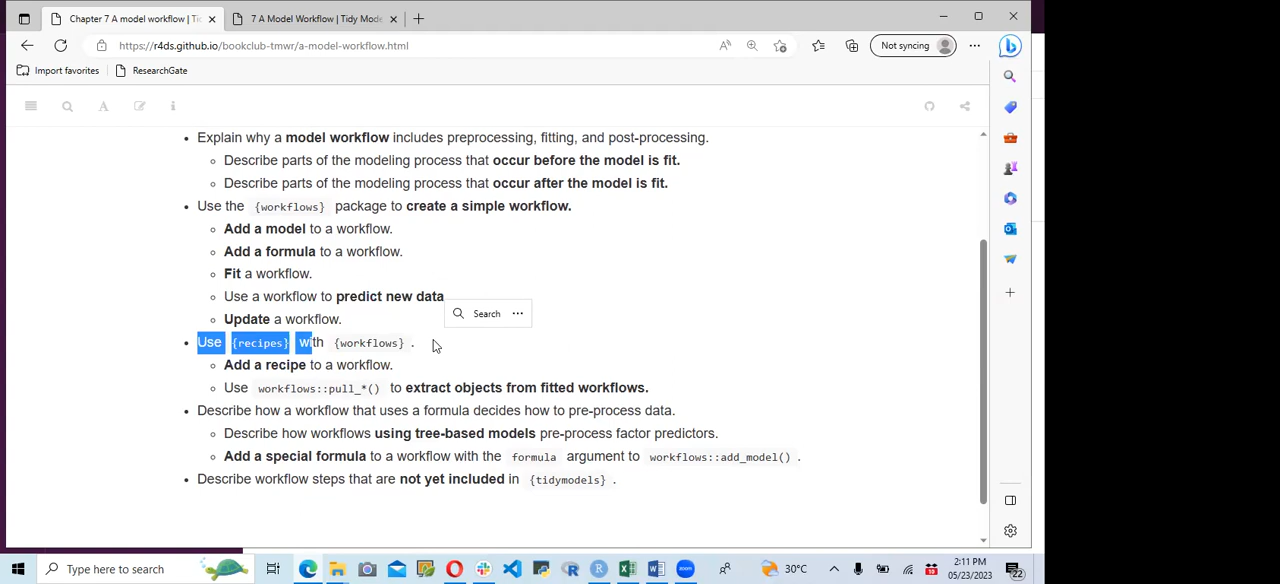 Chapter 7 A model workflow | Ti
7 A Model Workflow | Tidy Mode
https://r4ds.github.io/bookclub-tmwr/a-model-workflow.html
Not syncing
Import favorites
ResearchGate
Explain why a model workflow includes preprocessing, fitting, and post-processing.
Describe parts of the modeling process that occur before the model is fit.
Describe parts of the modeling process that occur after the model is fit.
Use the {workflows} package to create a simple workflow.
Add a model to a workflow.
Add a formula to a workflow.
Fit a workflow.
Use a workflow to predict new data
Search
Update a workflow.
Use {recipes} with {workflows} .
Add a recipe to a workflow.
Use workflows::pull_*() to extract objects from fitted workflows.
Describe how a workflow that uses a formula decides how to pre-process data.
Describe how workflows using tree-based models pre-process factor predictors.
Add a special formula to a workflow with the formula argument to workflows::add_model() .
Describe workflow steps that are not yet included in {tidymodels} .
Type here to search
zoom
30°C
2:11 PM
05/23/2023
22